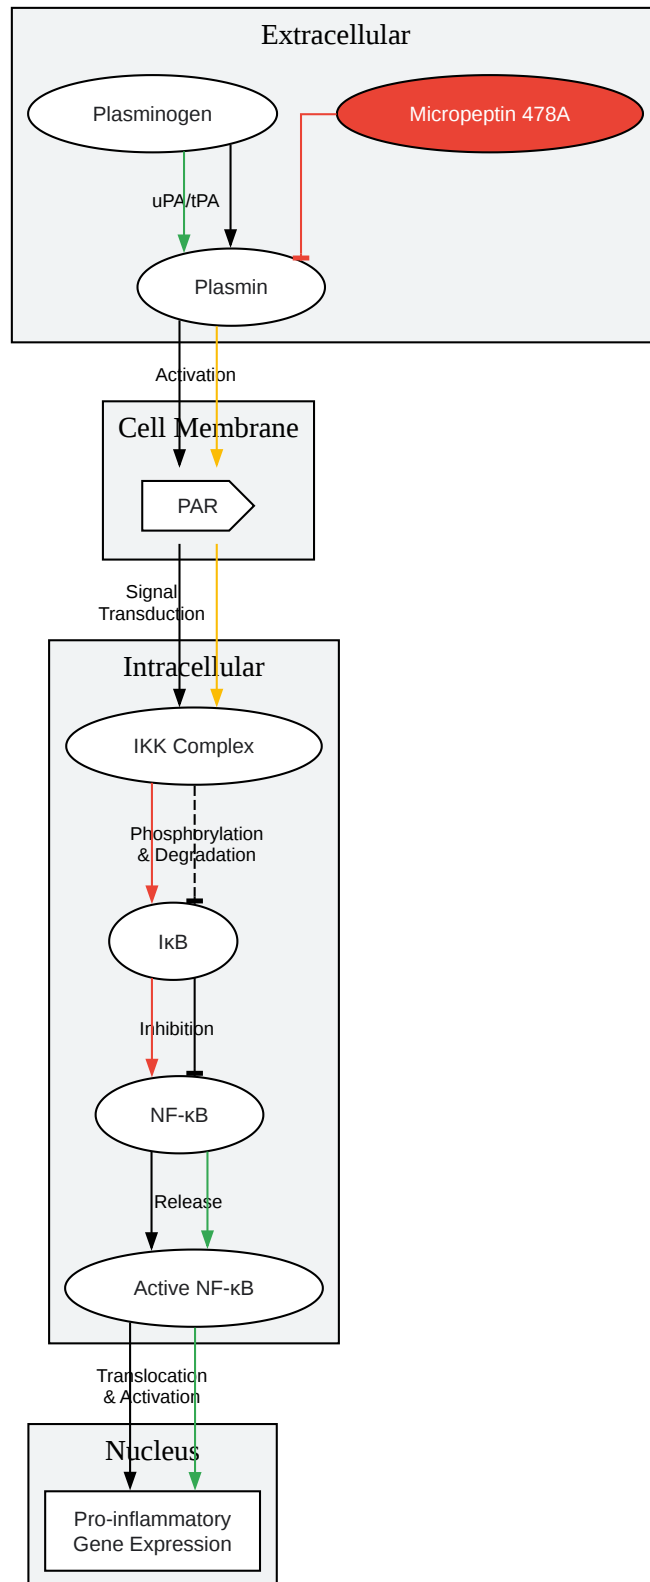 Extracellular
Plasminogen
Micropeptin 478A
uPA/tPA
Plasmin
Activation
Cell Membrane
PAR
Signal
Transduction
Intracellular
IKK Complex
Phosphorylation
& Degradation
IκB
Inhibition
NF-κB
Release
Active NF-κB
Translocation
& Activation
Nucleus
Pro-inflammatory
Gene Expression